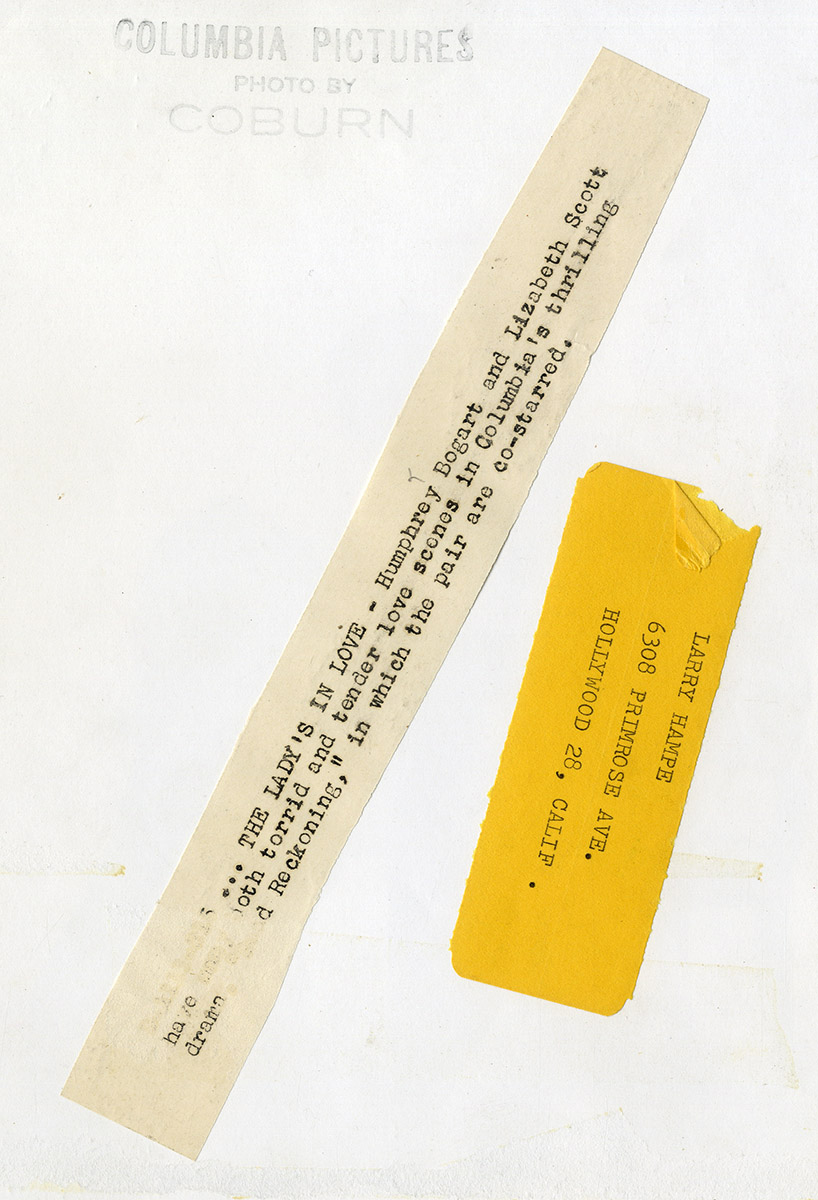 COLUMBIA PICTURES
PHOTO BY
COBURN
... THE LADY'S IN LOVE - Humphrey Bogart and Lizabeth Scott
have both torrid and tender love scenes in Columbia's thrilling
drama Reckoning," in which the pair are co-starred.
LARRY HAMPE
6308 PRIMROSE AVE.
HOLLYWOOD 28, CALIF .